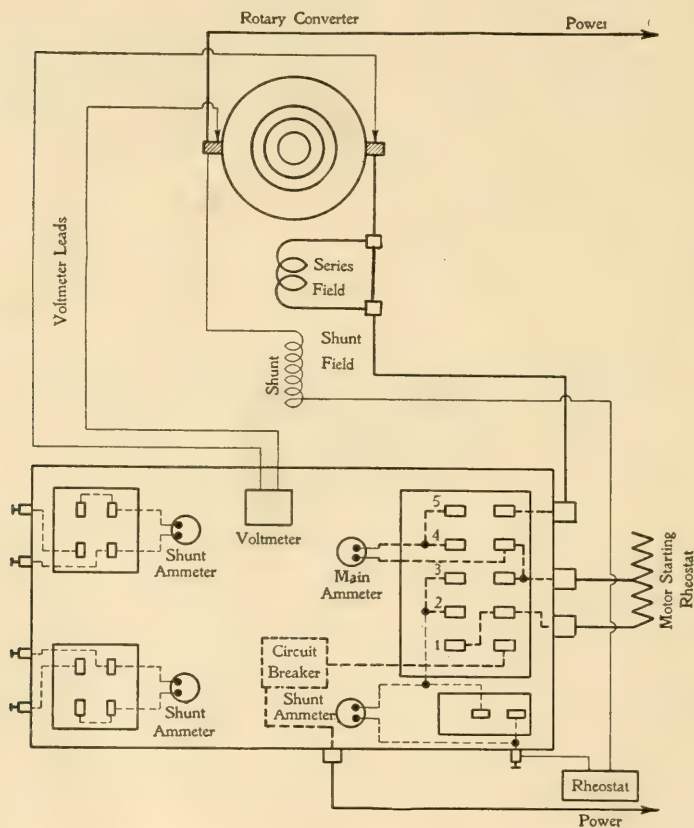 Rotary Converter
Power
Voltmeter Leads
Series
Field
Shunt
Field
Shunt
Voltmeter
Shunt
Ammeter
Main
Ammeter
5
4
3
2
1
Motor Starting
Rheostat
Circuit
Breaker
Shunt
Ammeter
Shunt
Ammeter
Rheostat
Power